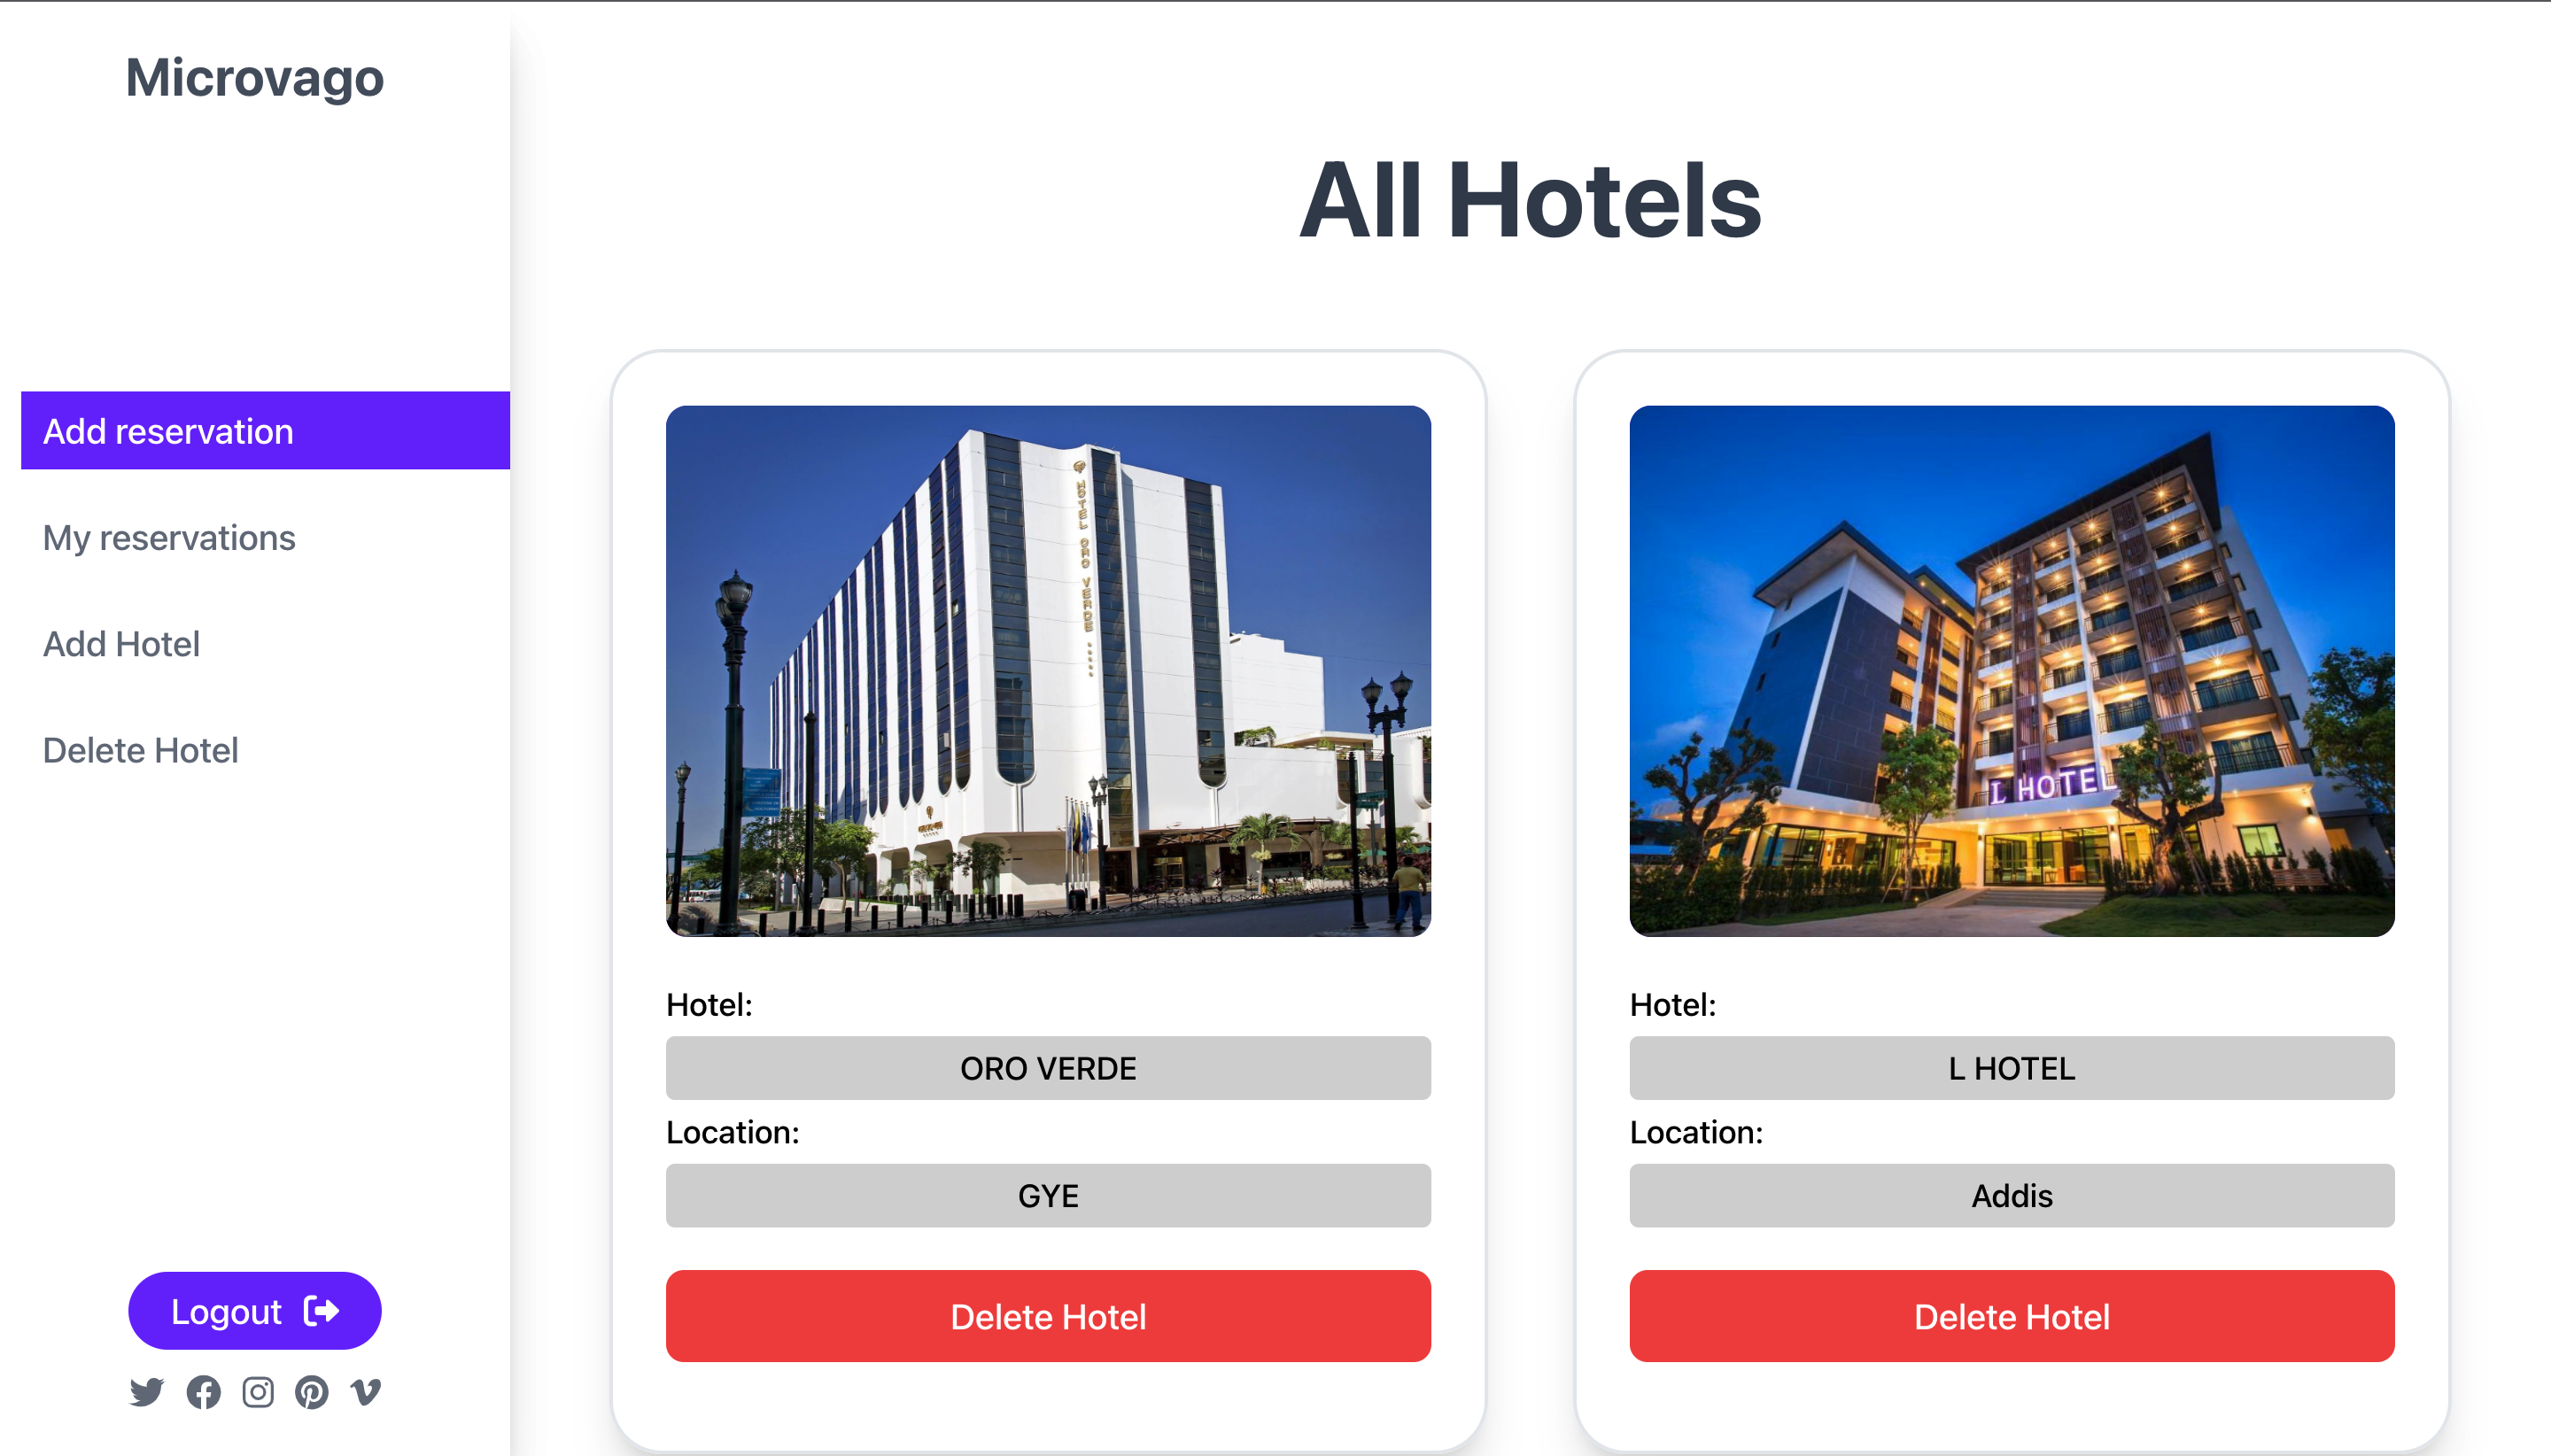 Microvago
Add reservation
My reservations
Add Hotel
Delete Hotel
Logout
All Hotels
HOTEL ORO VERDE
Hotel:
ORO VERDE
Location:
GYE
Delete Hotel
L HOTEL
Hotel:
L HOTEL
Location:
Addis
Delete Hotel